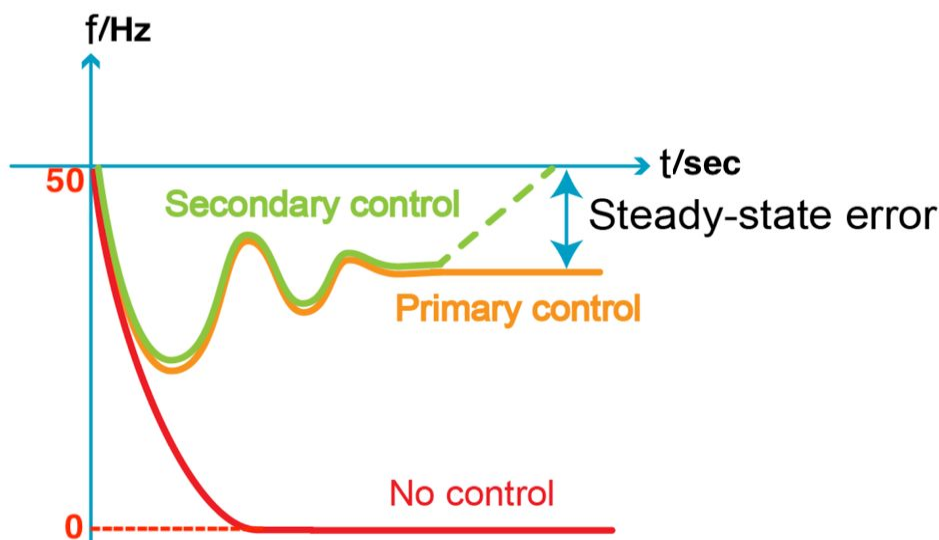 f/Hz
t/sec
50
Secondary control
Steady-state error
Primary control
No control
0